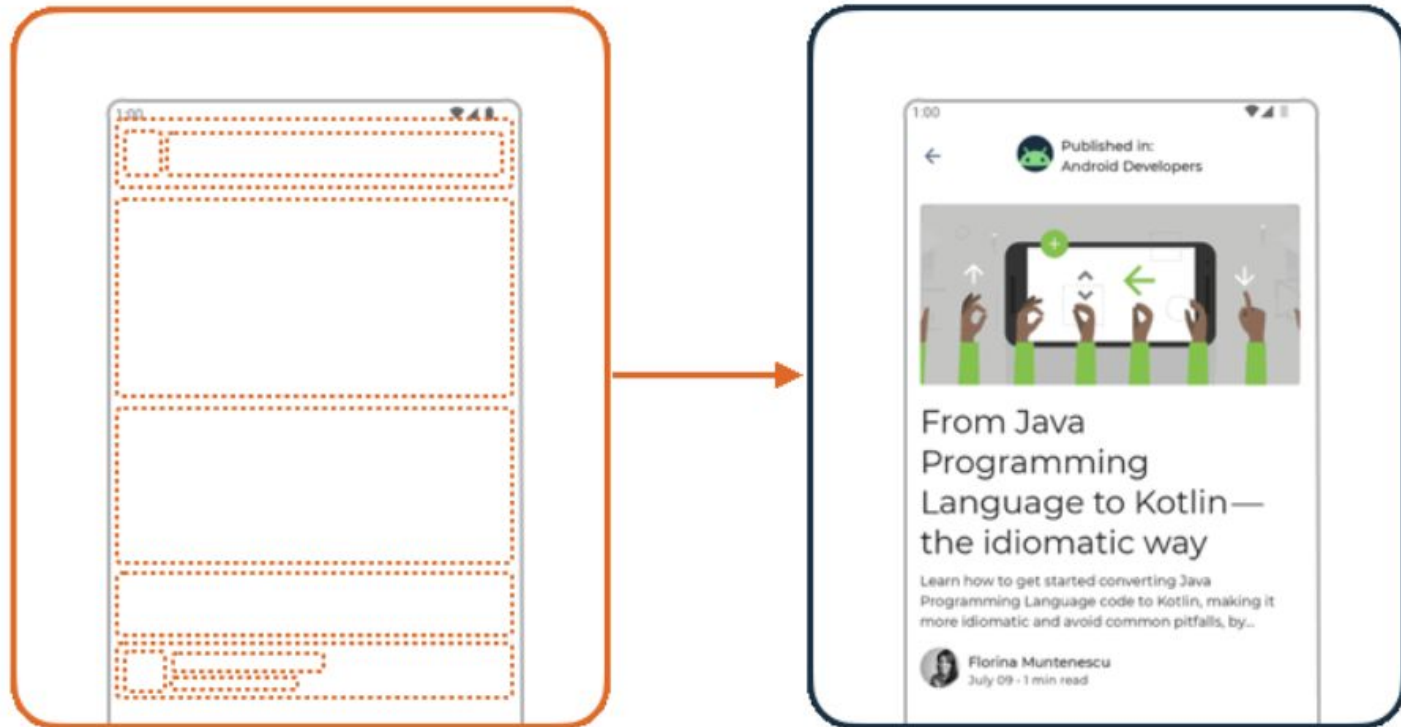 1:00
1:00
Published in:
Android Developers
From Java
Programming
Language to Kotlin—
the idiomatic way
Learn how to get started converting Java
Programming Language code to Kotlin, making it
more idiomatic and avoid common pitfalls, by...
Florina Muntenescu
July 09 - 1 min read